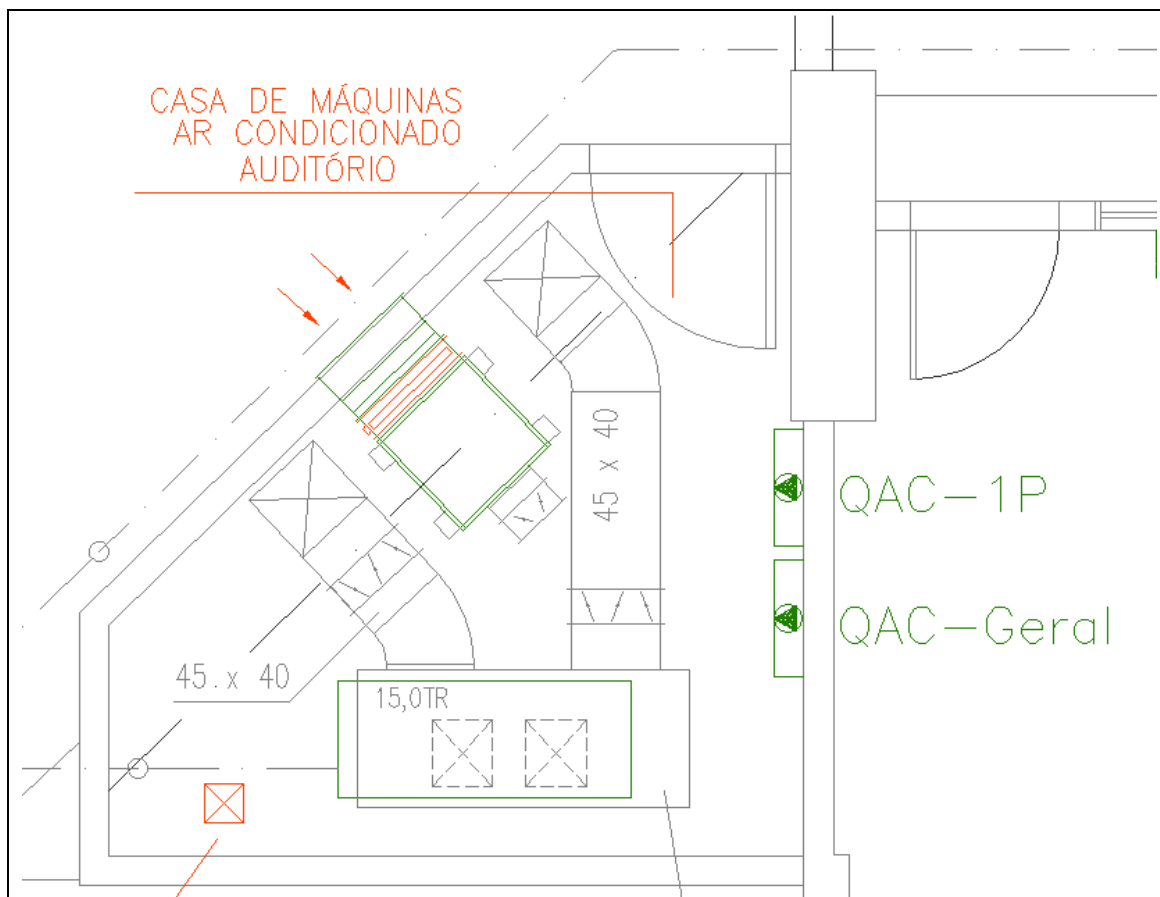 CASA DE MÁQUINAS
AR CONDICIONADO
AUDITÓRIO
45 x 40
QAC-1P
QAC-Geral
45.x 40
15,0TR